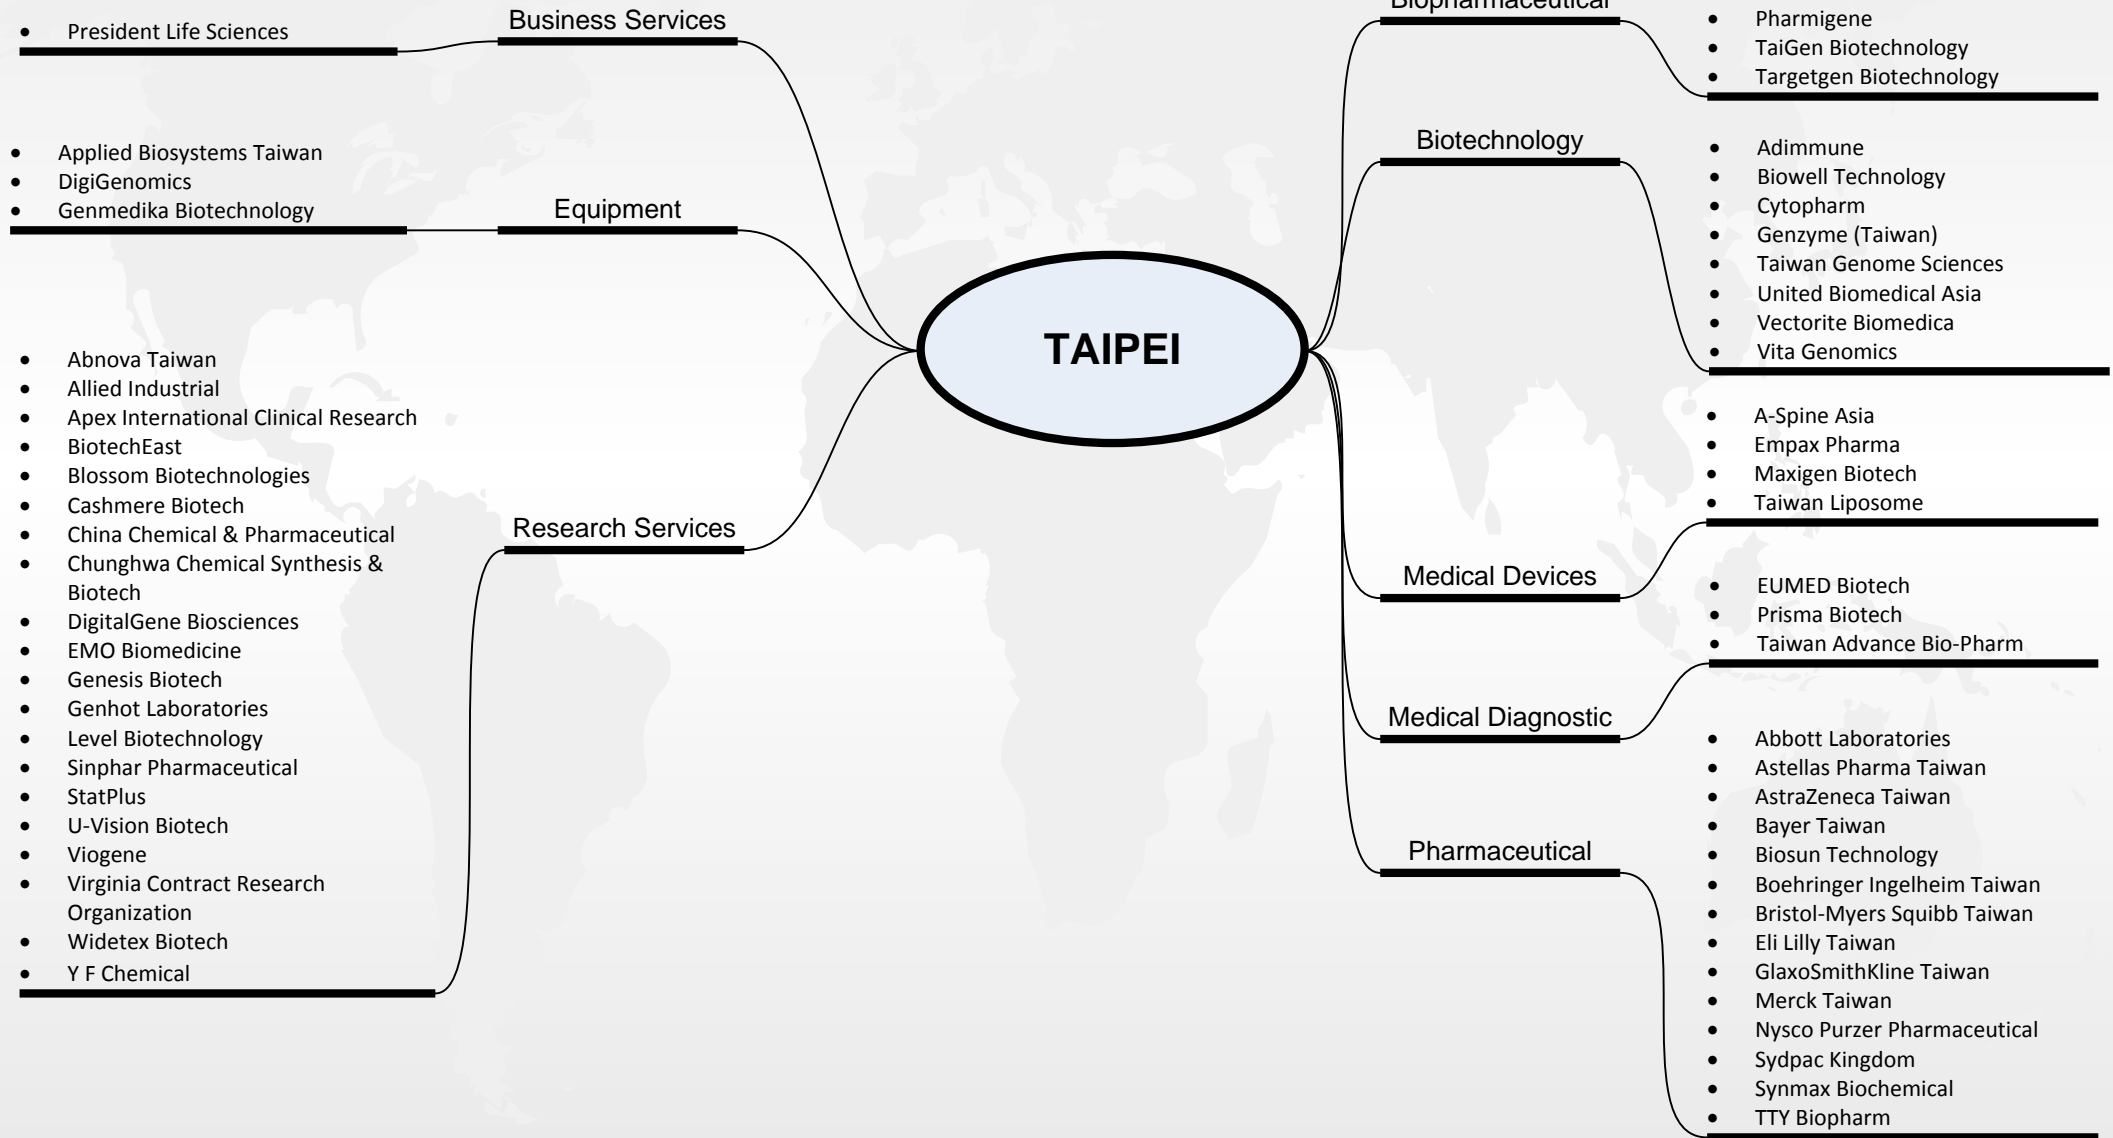 Business Services
• President Life Sciences
Equipment
• Applied Biosystems Taiwan
• DigiGenomics
• Genmedika Biotechnology
Research Services
• Abnova Taiwan
• Allied Industrial
• Apex International Clinical Research
• BiotechEast
• Blossom Biotechnologies
• Cashmere Biotech
• China Chemical & Pharmaceutical
• Chunghwa Chemical Synthesis &
Biotech
• DigitalGene Biosciences
• EMO Biomedicine
• Genesis Biotech
• Genhot Laboratories
• Level Biotechnology
• Sinphar Pharmaceutical
• StatPlus
• U-Vision Biotech
• Viogene
• Virginia Contract Research
Organization
• Widetex Biotech
• Y F Chemical
TAIPEI
Biopharmaceutical
• Pharmigene
• TaiGen Biotechnology
• Targetgen Biotechnology
Biotechnology
• Adimmune
• Biowell Technology
• Cytopharm
• Genzyme (Taiwan)
• Taiwan Genome Sciences
• United Biomedical Asia
• Vectorite Biomedica
• Vita Genomics
Medical Devices
• A-Spine Asia
• Empax Pharma
• Maxigen Biotech
• Taiwan Liposome
Medical Diagnostic
• EUMED Biotech
• Prisma Biotech
• Taiwan Advance Bio-Pharm
Pharmaceutical
• Abbott Laboratories
• Astellas Pharma Taiwan
• AstraZeneca Taiwan
• Bayer Taiwan
• Biosun Technology
• Boehringer Ingelheim Taiwan
• Bristol-Myers Squibb Taiwan
• Eli Lilly Taiwan
• GlaxoSmithKline Taiwan
• Merck Taiwan
• Nysco Purzer Pharmaceutical
• Sydpac Kingdom
• Synmax Biochemical
• TTY Biopharm